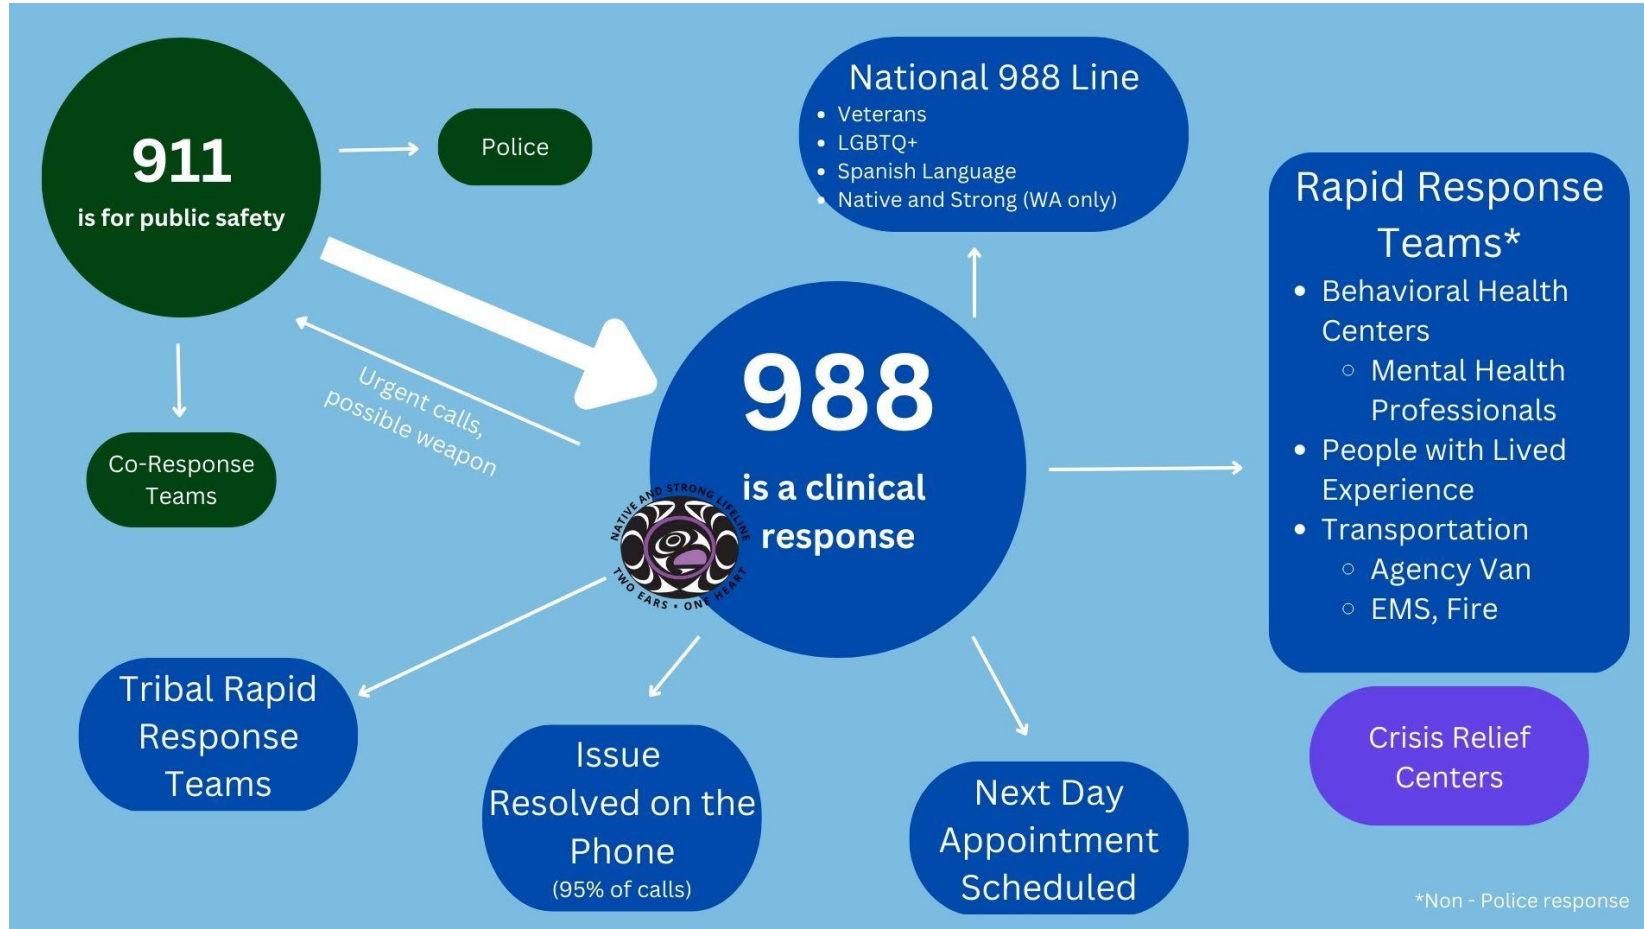 911
is for public safety
Police
Co-Response
Teams
Urgent calls,
possible weapon
National 988 Line
• Veterans
• LGBTQ+
• Spanish Language
• Native and Strong (WA only)
988
is a clinical
response
NATIVE AND STRONG LIFELINE
TWO EARS • ONE HEART
Rapid Response
Teams*
• Behavioral Health
Centers
◦ Mental Health
Professionals
• People with Lived
Experience
• Transportation
◦ Agency Van
◦ EMS, Fire
Tribal Rapid
Response
Teams
Issue
Resolved on the
Phone
(95% of calls)
Next Day
Appointment
Scheduled
Crisis Relief
Centers
*Non - Police response